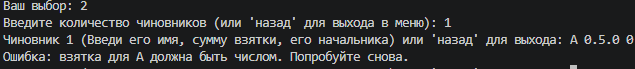 Ваш выбор: 2
Введите количество чиновников (или 'назад' для выхода в меню): 1
Чиновник 1 (Введи его имя, сумму взятки, его начальника) или 'назад' для выхода: А 0.5.0 0
Ошибка: взятка для А должна быть числом. Попробуйте снова.